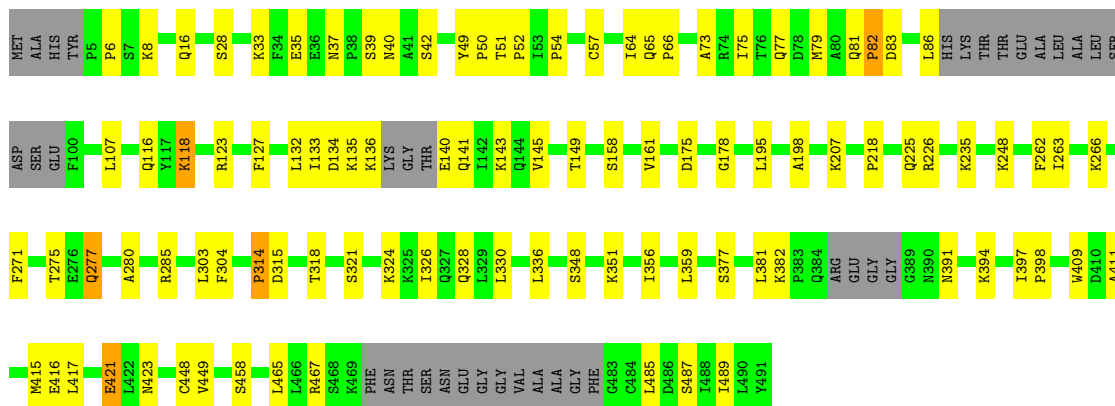 MET ALA HIS TYR P5 P6 S7 K8 Q16 S28 K33 F34 E35 E36 N37 P38 S39 N40 A41 S42 Y49 P50 T51 P52 I53 P54 C57 I64 Q65 P66 A73 R74 I75 T76 Q77 D78 M79 A80 Q81 P82 D83 L86 HIS LYS THR THR GLU ALA LEU ALA LEU SER
ASP SER GLU F100 L107 Q116 Y117 K118 R123 F127 L132 I133 D134 K135 K136 LYS GLY THR E140 Q141 I142 K143 Q144 V145 T149 S158 V161 D175 G178 L195 A198 K207 P218 Q225 R226 K235 K248 F262 I263 K266
F271 T275 E276 Q277 A280 R285 L303 F304 P314 D315 T318 S321 K324 K325 I326 Q327 Q328 L329 L330 L336 S348 K351 I356 L359 S377 L381 K382 P383 Q384 ARG GLU GLY GLY G389 N390 N391 K394 I397 P398 W409 D410 A411
M415 E416 L417 E421 L422 N423 C448 V449 S458 L465 L466 R467 S468 K469 PHE ASN THR SER ASN GLU GLY GLY VAL ALA ALA GLY PHE G483 C484 L485 D486 S487 I488 I489 L490 Y491